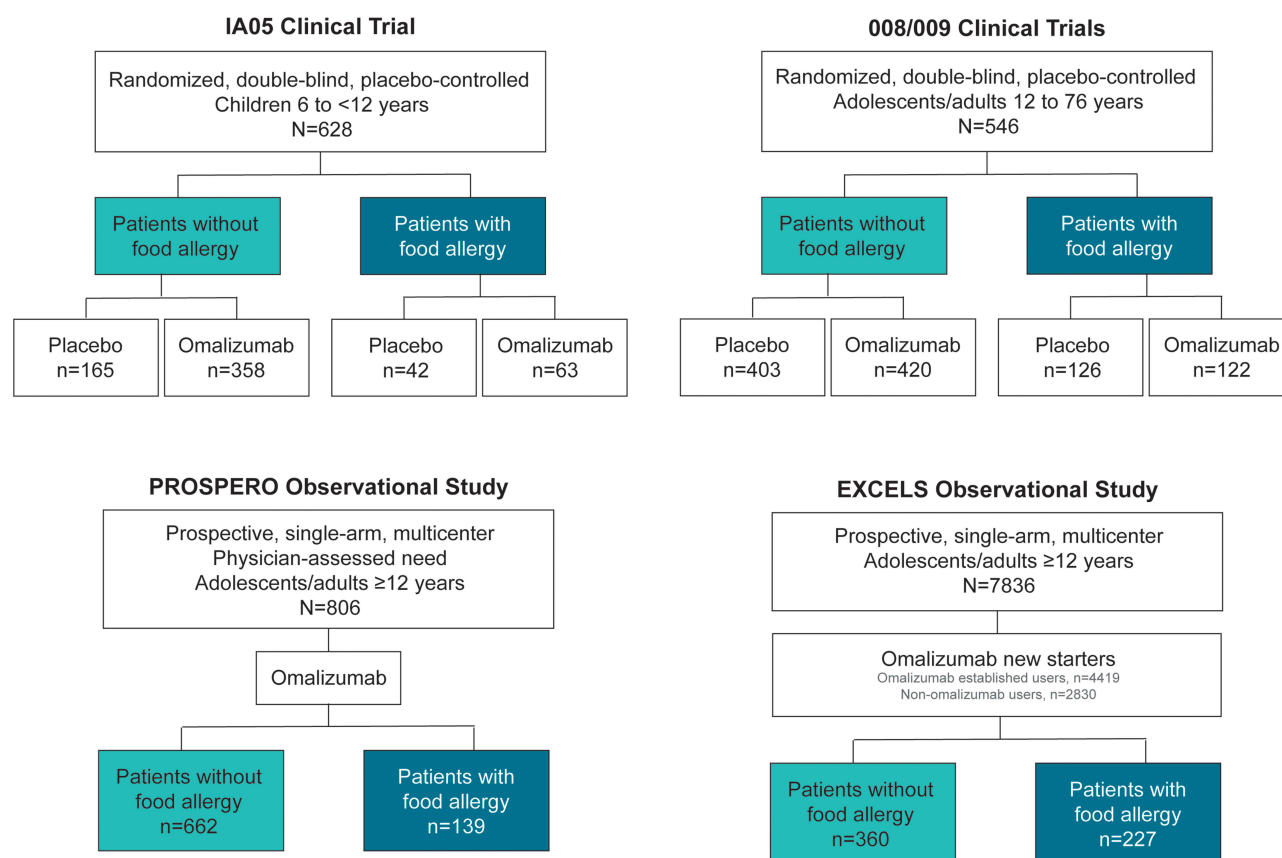 IA05 Clinical Trial
Randomized, double-blind, placebo-controlled
Children 6 to <12 years
N=628
Patients without
food allergy
Patients with
food allergy
Placebo
n=165
Omalizumab
n=358
Placebo
n=42
Omalizumab
n=63
008/009 Clinical Trials
Randomized, double-blind, placebo-controlled
Adolescents/adults 12 to 76 years
N=546
Patients without
food allergy
Patients with
food allergy
Placebo
n=403
Omalizumab
n=420
Placebo
n=126
Omalizumab
n=122
PROSPERO Observational Study
Prospective, single-arm, multicenter
Physician-assessed need
Adolescents/adults ≥12 years
N=806
Omalizumab
Patients without
food allergy
n=662
Patients with
food allergy
n=139
EXCELS Observational Study
Prospective, single-arm, multicenter
Adolescents/adults ≥12 years
N=7836
Omalizumab new starters
Omalizumab established users, n=4419
Non-omalizumab users, n=2830
Patients without
food allergy
n=360
Patients with
food allergy
n=227